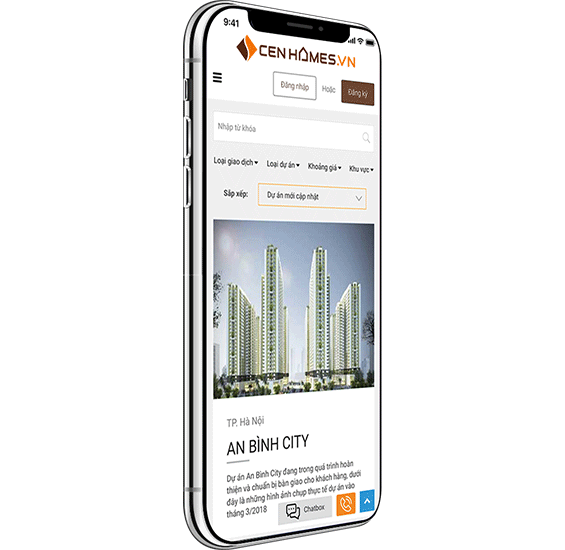 9:41
CEN HOMES.VN
Đăng nhập Hoặc Đăng ký
Nhập từ khóa
Loại giao dịch Loại dự án Khoảng giá Khu vực
Sắp xếp: Dự án mới cập nhật
TP. Hà Nội
AN BÌNH CITY
Dự án An Bình City đang trong quá trình hoàn
thiện và chuẩn bị bàn giao cho khách hàng, dưới
đây là những hình ảnh chụp thực tế dự án vào
tháng 3/2018
Chatbox